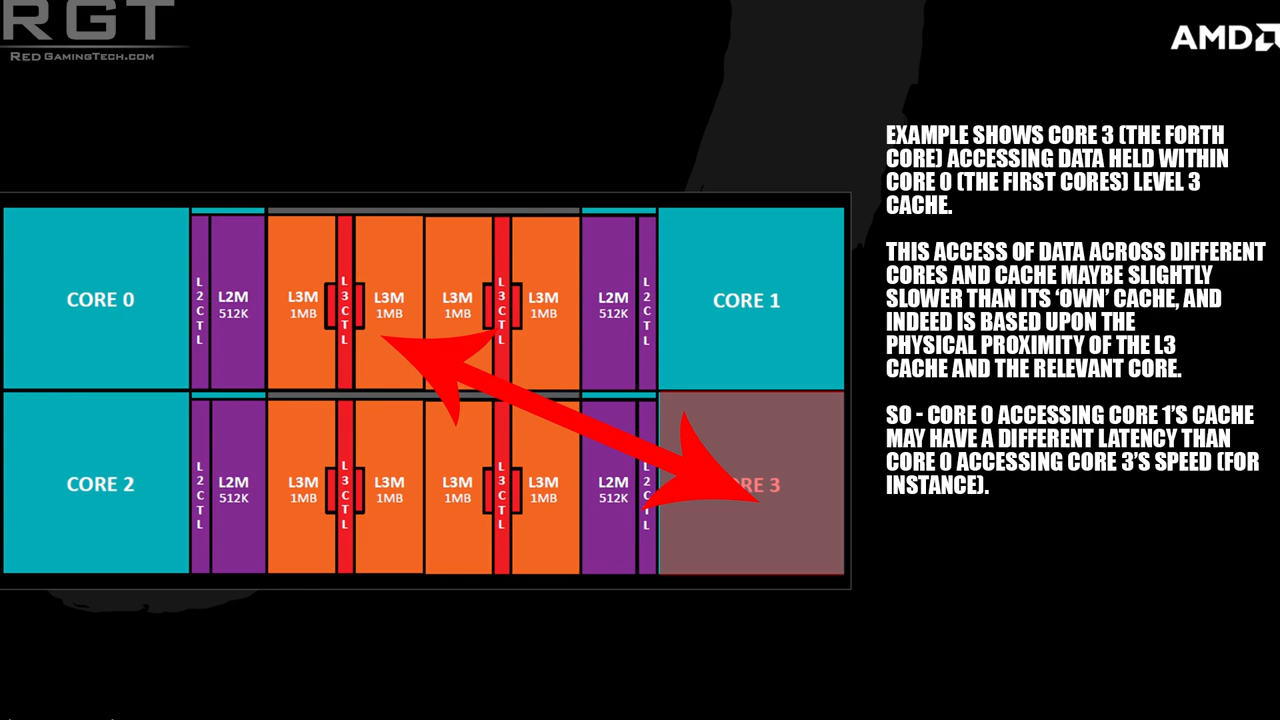 RGT
REDGAMINGTECH.COM
AMD
EXAMPLE SHOWS CORE 3 (THE FORTH
CORE) ACCESSING DATA HELD WITHIN
CORE 0 (THE FIRST CORES) LEVEL 3
CACHE.
THIS ACCESS OF DATA ACROSS DIFFERENT
CORES AND CACHE MAYBE SLIGHTLY
SLOWER THAN ITS ‘OWN’ CACHE, AND
INDEED IS BASED UPON THE
PHYSICAL PROXIMITY OF THE L3
CACHE AND THE RELEVANT CORE.
SO - CORE 0 ACCESSING CORE 1’S CACHE
MAY HAVE A DIFFERENT LATENCY THAN
CORE 0 ACCESSING CORE 3’S SPEED (FOR
INSTANCE).
CORE 0
L2CTL
L2M
512K
L3M
1MB
L3CTL
L3M
1MB
L3M
1MB
L3CTL
L3M
1MB
L2M
512K
L2CTL
CORE 1
CORE 2
L2CTL
L2M
512K
L3M
1MB
L3CTL
L3M
1MB
L3M
1MB
L3CTL
L3M
1MB
L2M
512K
L2CTL
RE 3